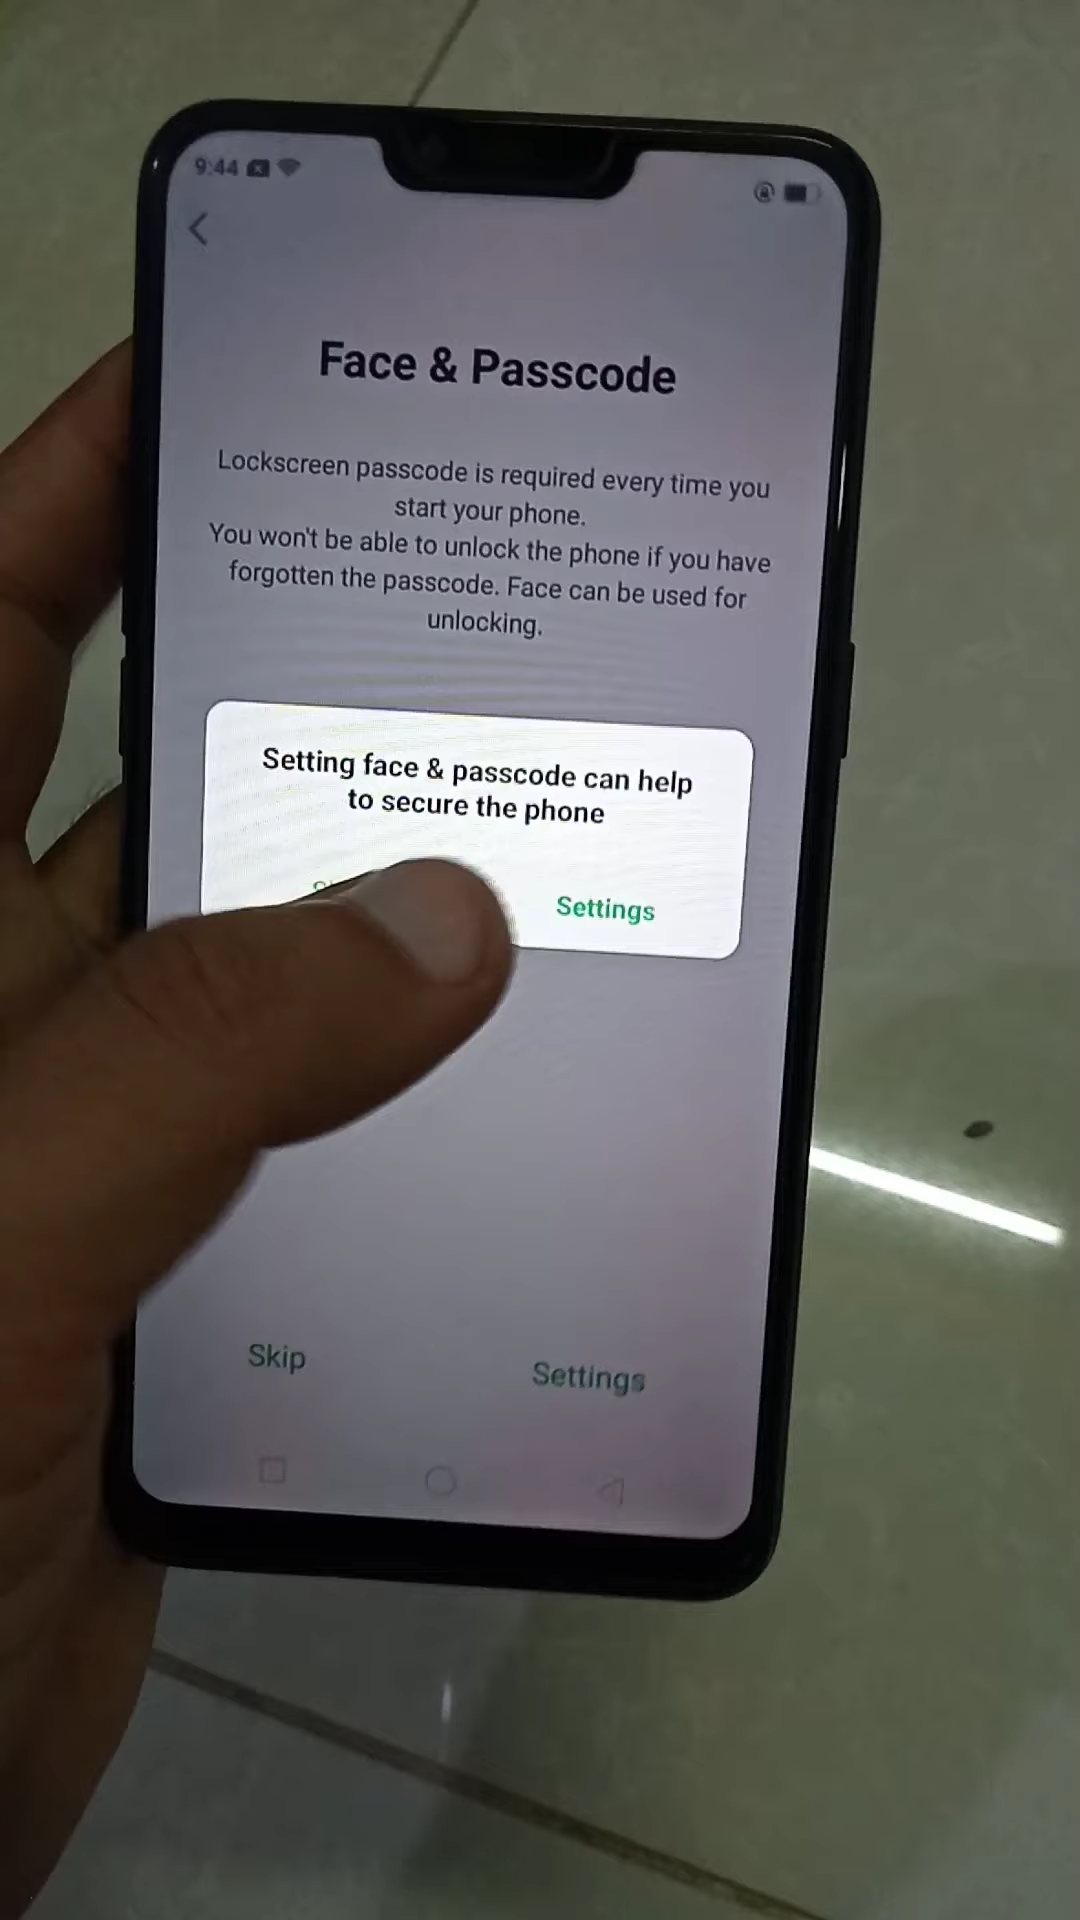 9:44
Face & Passcode
Lockscreen passcode is required every time you
start your phone.
You won't be able to unlock the phone if you have
forgotten the passcode. Face can be used for
unlocking.
Setting face & passcode can help
to secure the phone
Settings
Skip
Settings